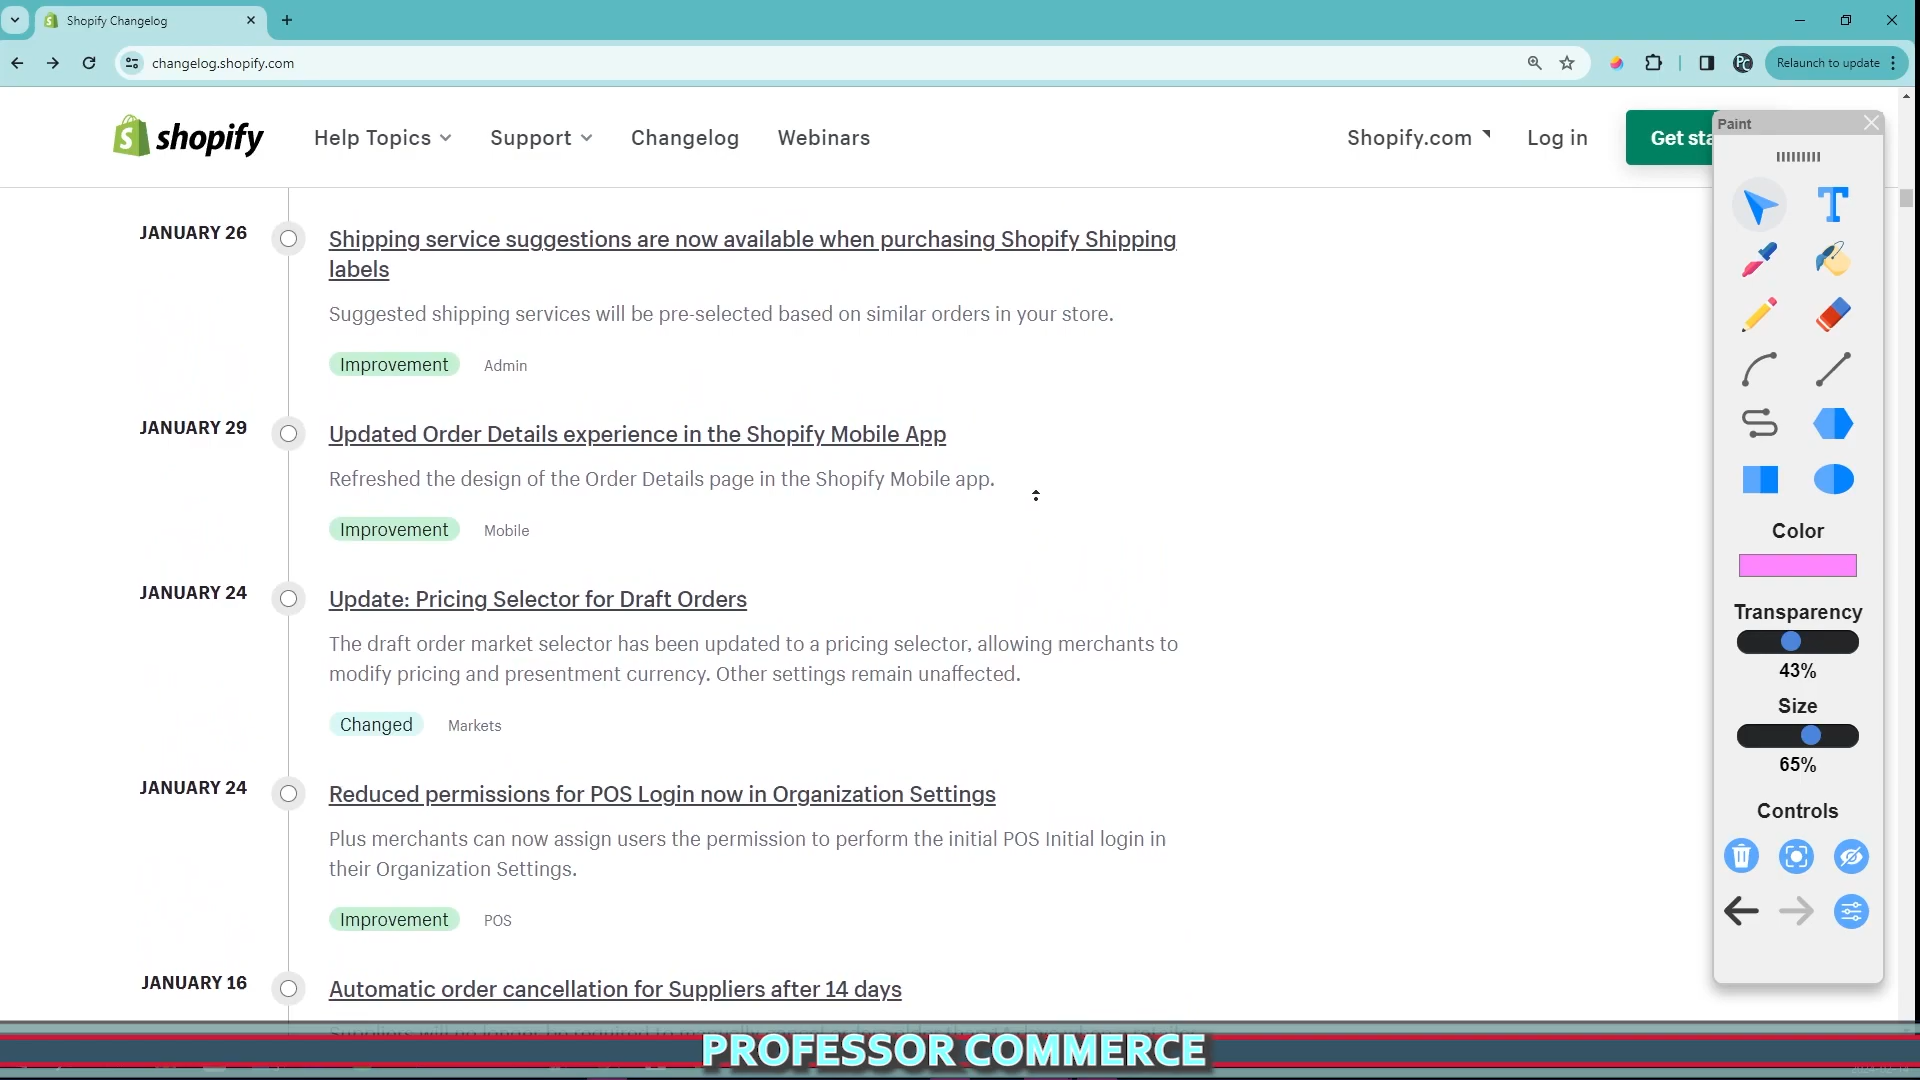 Shopify Changelog
changelog.shopify.com
PC
Relaunch to update
shopify
Help Topics
Support
Changelog
Webinars
Shopify.com
Log in
Get sta
Paint
JANUARY 26
Shipping service suggestions are now available when purchasing Shopify Shipping
labels
Suggested shipping services will be pre-selected based on similar orders in your store.
Improvement Admin
JANUARY 29
Updated Order Details experience in the Shopify Mobile App
Refreshed the design of the Order Details page in the Shopify Mobile app.
Improvement Mobile
JANUARY 24
Update: Pricing Selector for Draft Orders
The draft order market selector has been updated to a pricing selector, allowing merchants to
modify pricing and presentment currency. Other settings remain unaffected.
Changed Markets
JANUARY 24
Reduced permissions for POS Login now in Organization Settings
Plus merchants can now assign users the permission to perform the initial POS Initial login in
their Organization Settings.
Improvement POS
JANUARY 16
Automatic order cancellation for Suppliers after 14 days
T
Color
Transparency
43%
Size
65%
Controls
PROFESSOR COMMERCE